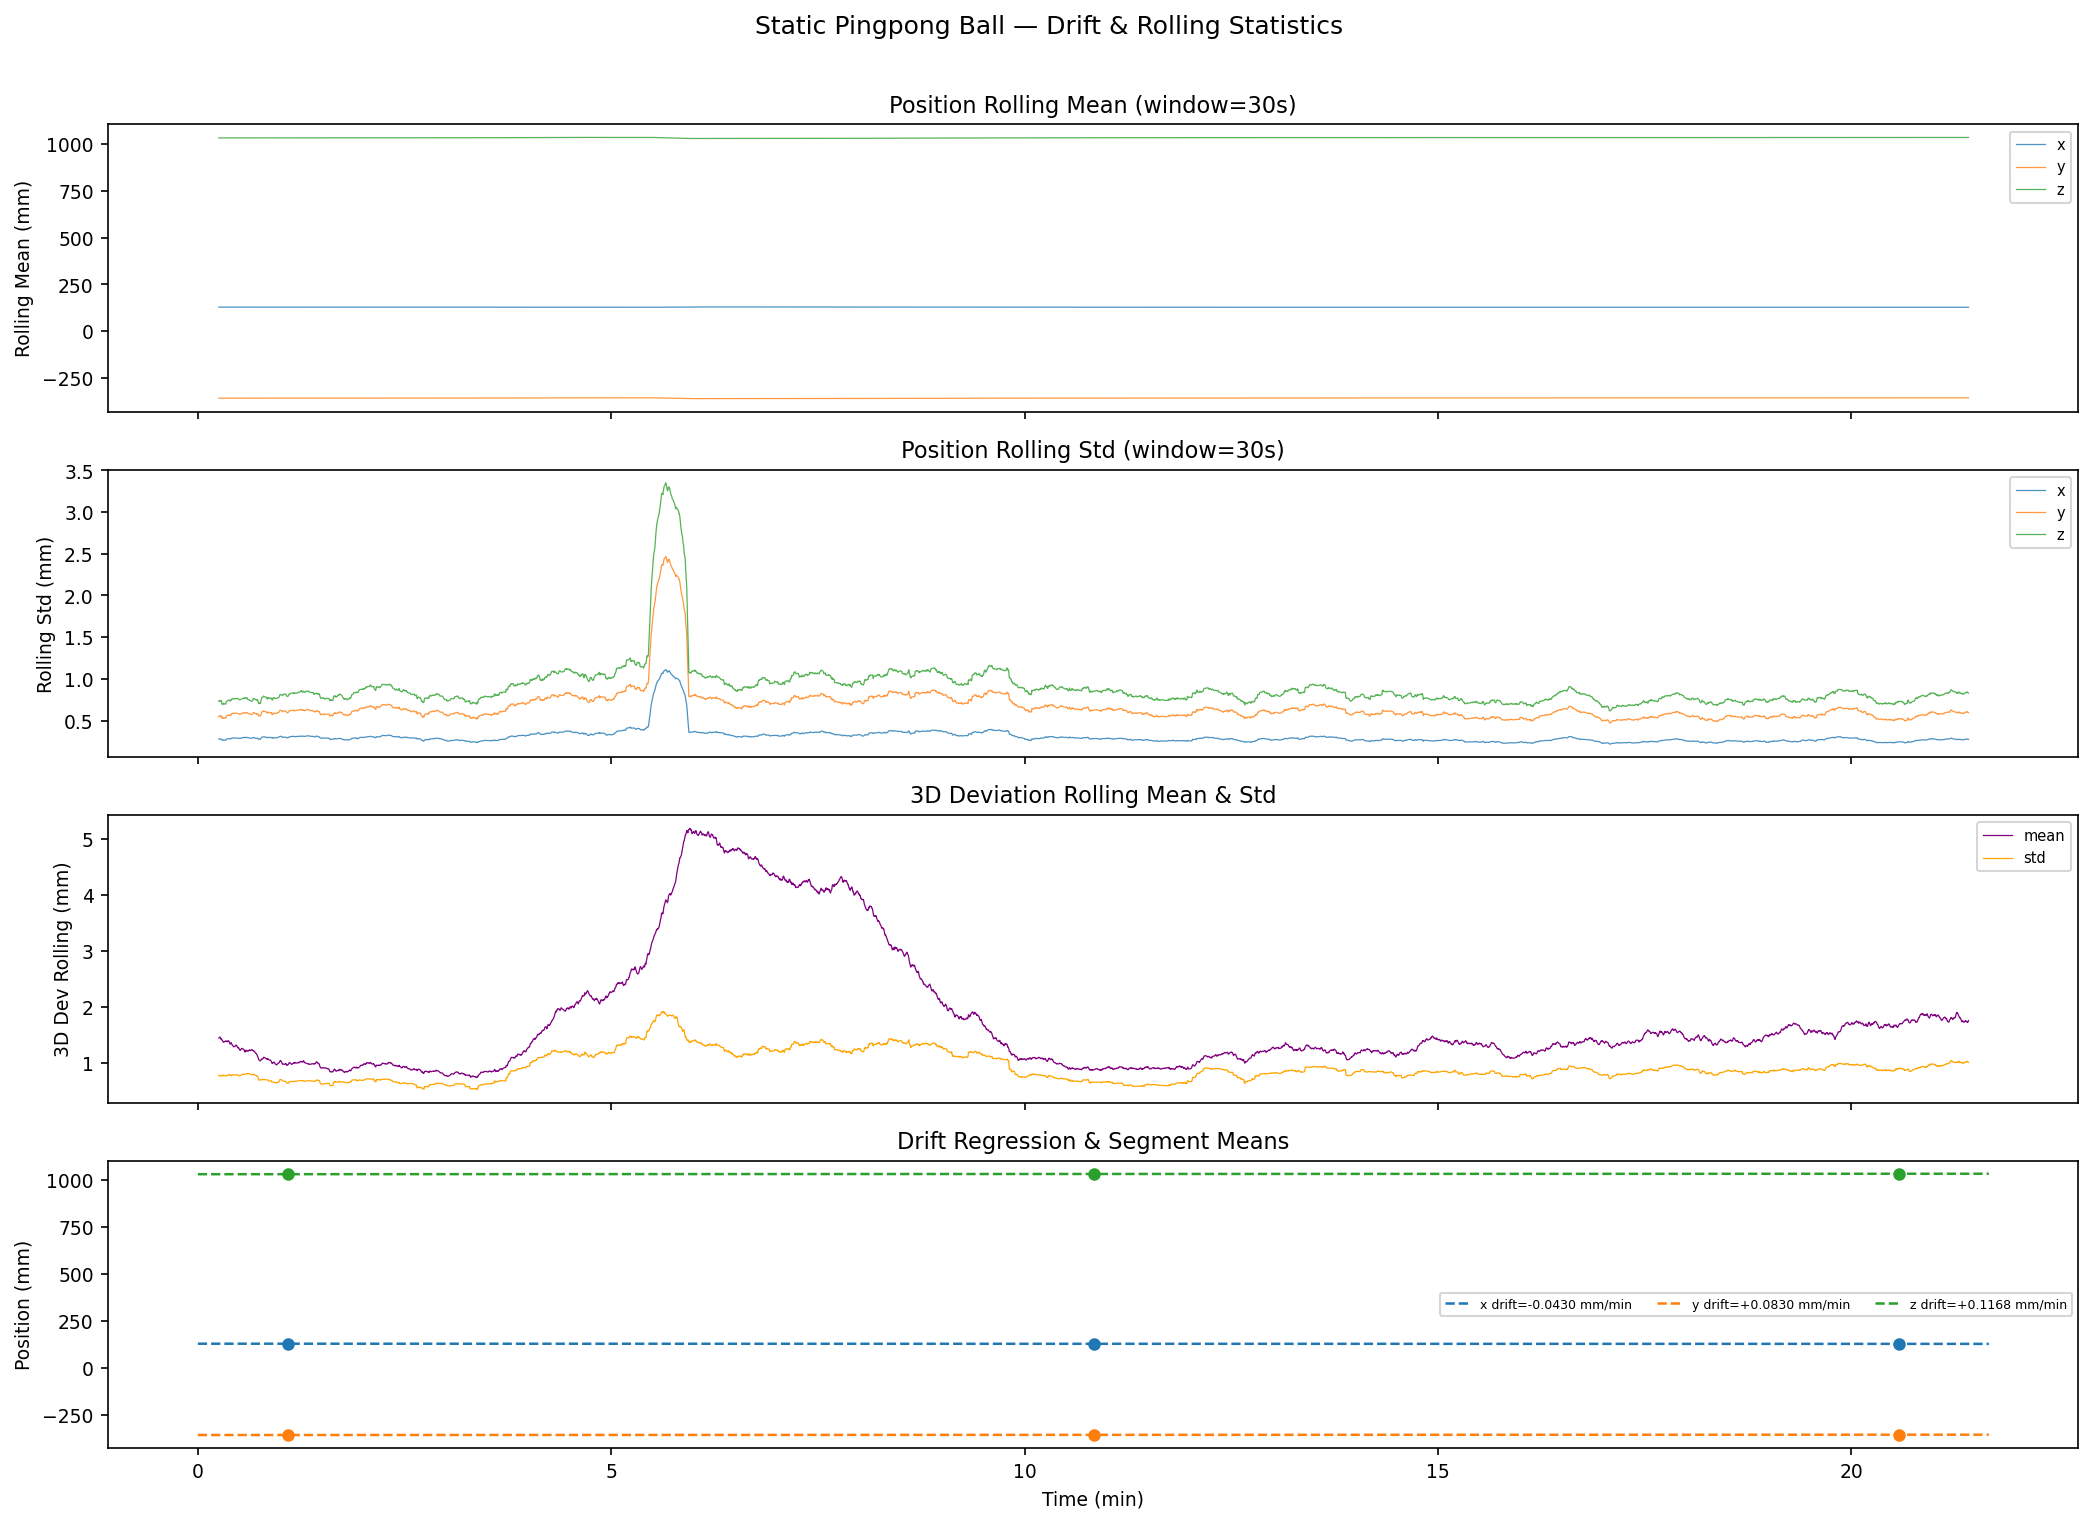 Static Pingpong Ball — Drift & Rolling Statistics
Position Rolling Mean (window=30s)
Rolling Mean (mm)
1000
750
500
250
0
−250
x
y
z
Position Rolling Std (window=30s)
Rolling Std (mm)
3.5
3.0
2.5
2.0
1.5
1.0
0.5
x
y
z
3D Deviation Rolling Mean & Std
3D Dev Rolling (mm)
5
4
3
2
1
mean
std
Drift Regression & Segment Means
Position (mm)
1000
750
500
250
0
−250
x drift=-0.0430 mm/min y drift=+0.0830 mm/min z drift=+0.1168 mm/min
0 5 10 15 20
Time (min)